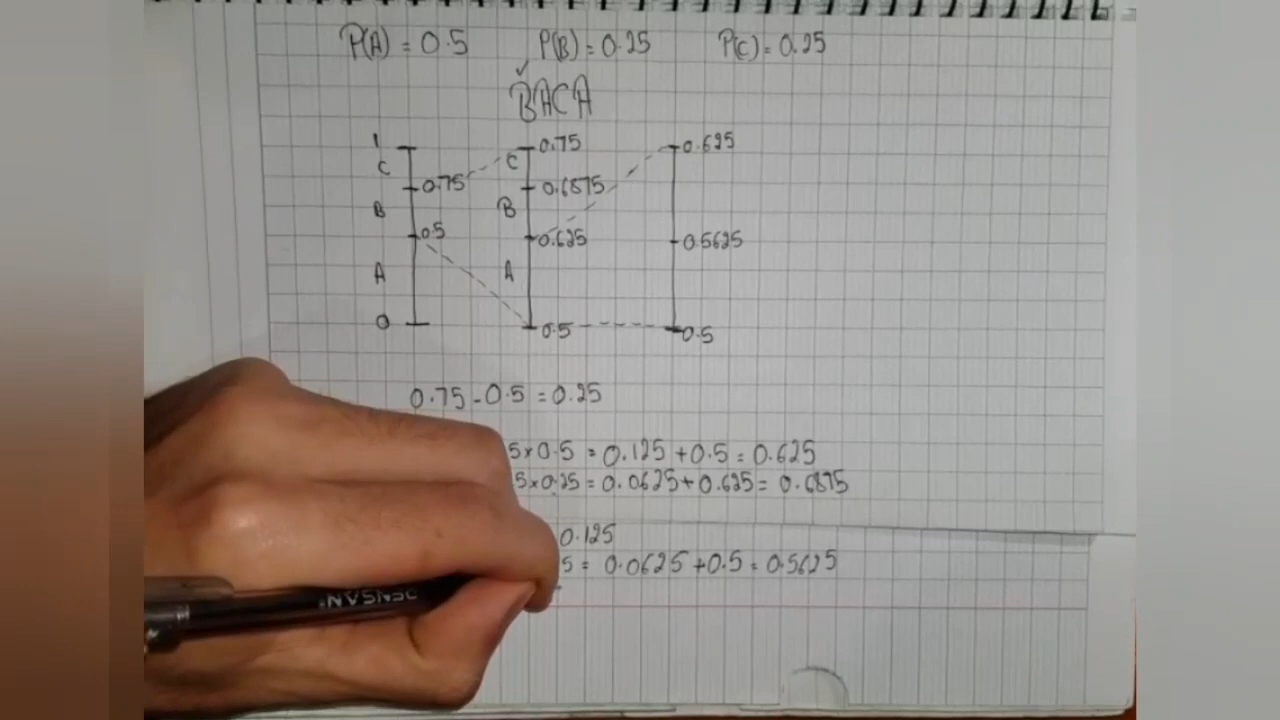 P(A) = 0.5 P(B) = 0.25 P(C) = 0.25
✓
BACA
1 0.75 0.625
C C
0.75 0.6875
B B
0.5 0.625 0.5625
A A
0 0.5 0.5
0.75 - 0.5 = 0.25
5 × 0.5 = 0.125 + 0.5 = 0.625
5 × 0.25 = 0.0625 + 0.625 = 0.6875
0.125
5 = 0.0625 + 0.5 = 0.5625